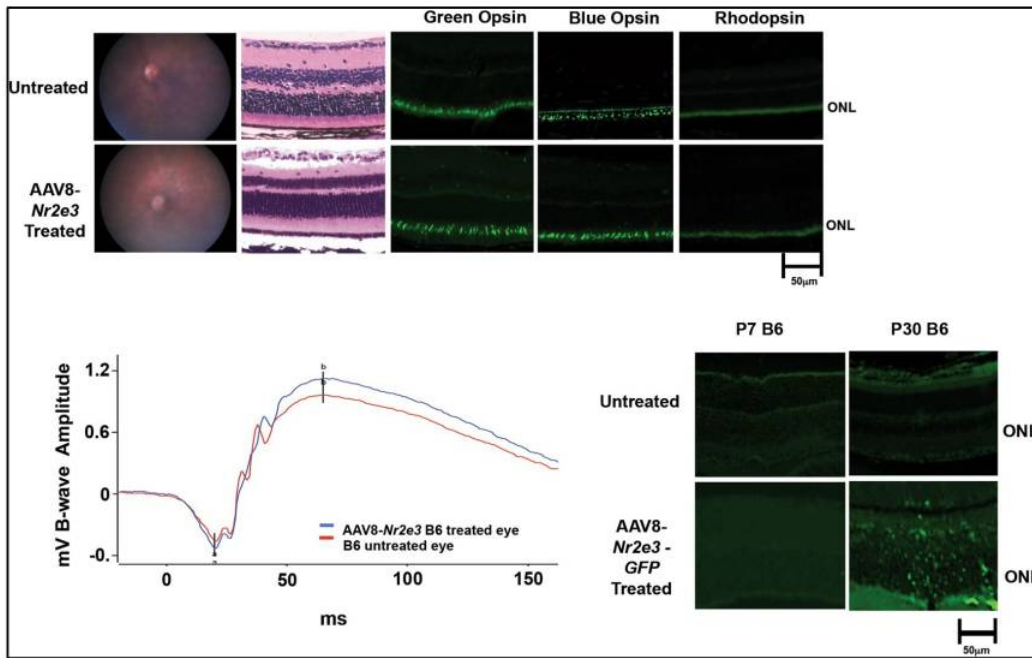 Green Opsin Blue Opsin Rhodopsin
Untreated
ONL
AAV8-
Nr2e3
Treated
ONL
50µm
P7 B6 P30 B6
mV B-wave Amplitude
1.2
0.6
0
-0.
b
b
a
AAV8-Nr2e3 B6 treated eye
B6 untreated eye
0 50 100 150
ms
Untreated
ONL
AAV8-
Nr2e3 -
GFP
Treated
ONL
50µm